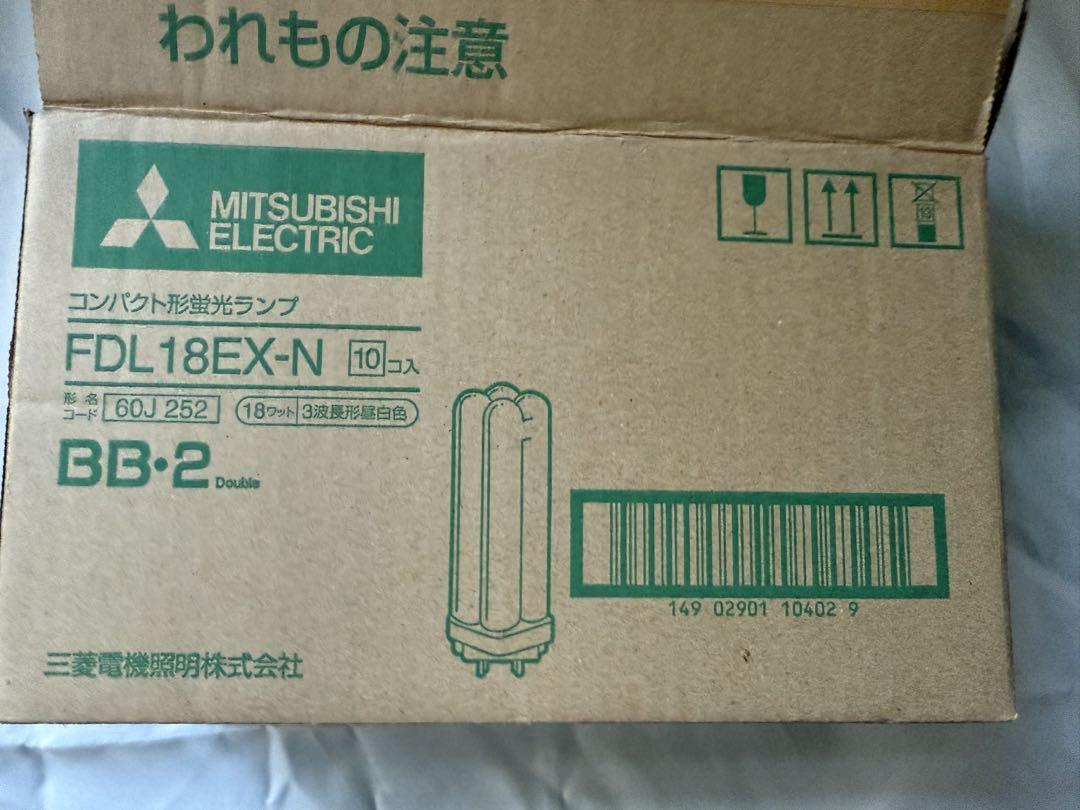 われもの注意
MITSUBISHI
ELECTRIC
コンパクト形蛍光ランプ
FDL18EX-N 10コ入
形名コード 60J 252 18ワット 3波長形昼白色
BB•2 Double
13
149 02901 10402 9
三菱電機照明株式会社